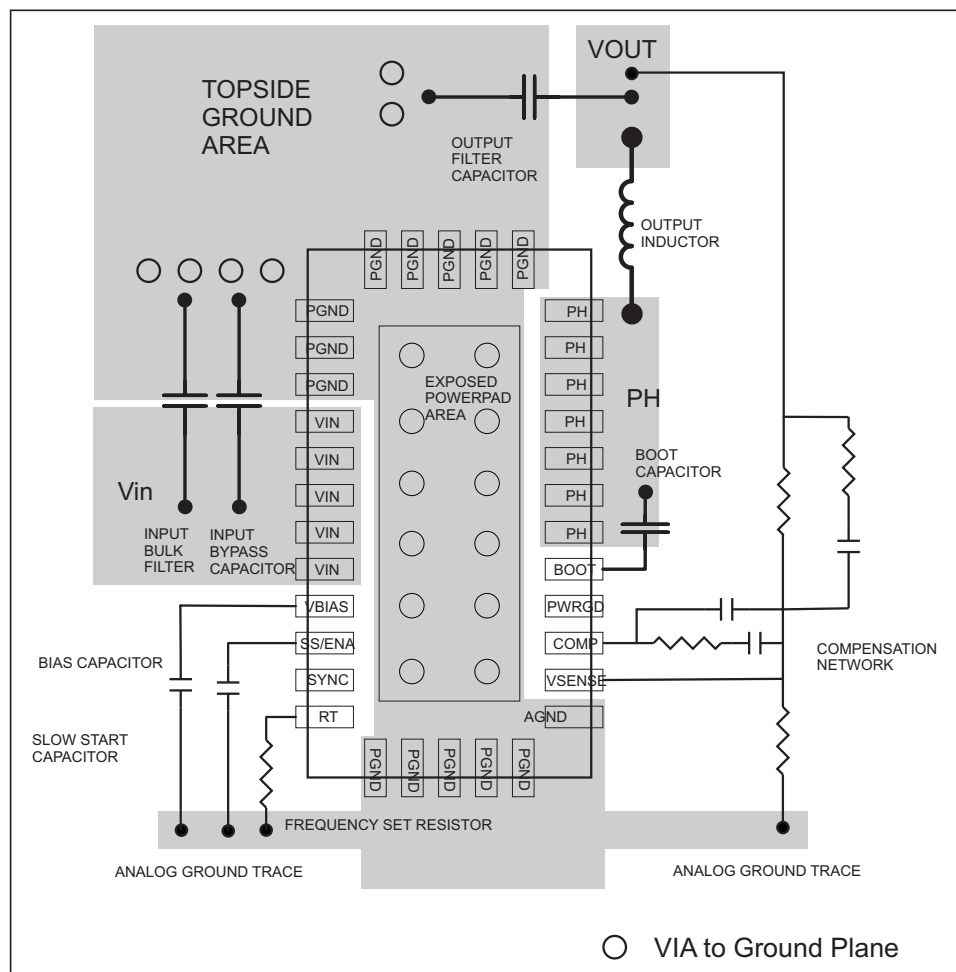 TOPSIDE
GROUND
AREA
VOUT
OUTPUT
FILTER
CAPACITOR
OUTPUT
INDUCTOR
PGND
PGND
PGND
PGND
PGND
PGND
PGND
PGND
VIN
VIN
VIN
VIN
VIN
VBIAS
SS/ENA
SYNC
RT
EXPOSED
POWERPAD
AREA
PH
PH
PH
PH
PH
PH
PH
BOOT
PWRGD
COMP
VSENSE
AGND
PH
BOOT
CAPACITOR
Vin
INPUT
BULK
FILTER
INPUT
BYPASS
CAPACITOR
BIAS CAPACITOR
SLOW START
CAPACITOR
COMPENSATION
NETWORK
PGND
PGND
PGND
PGND
PGND
FREQUENCY SET RESISTOR
ANALOG GROUND TRACE
ANALOG GROUND TRACE
VIA to Ground Plane